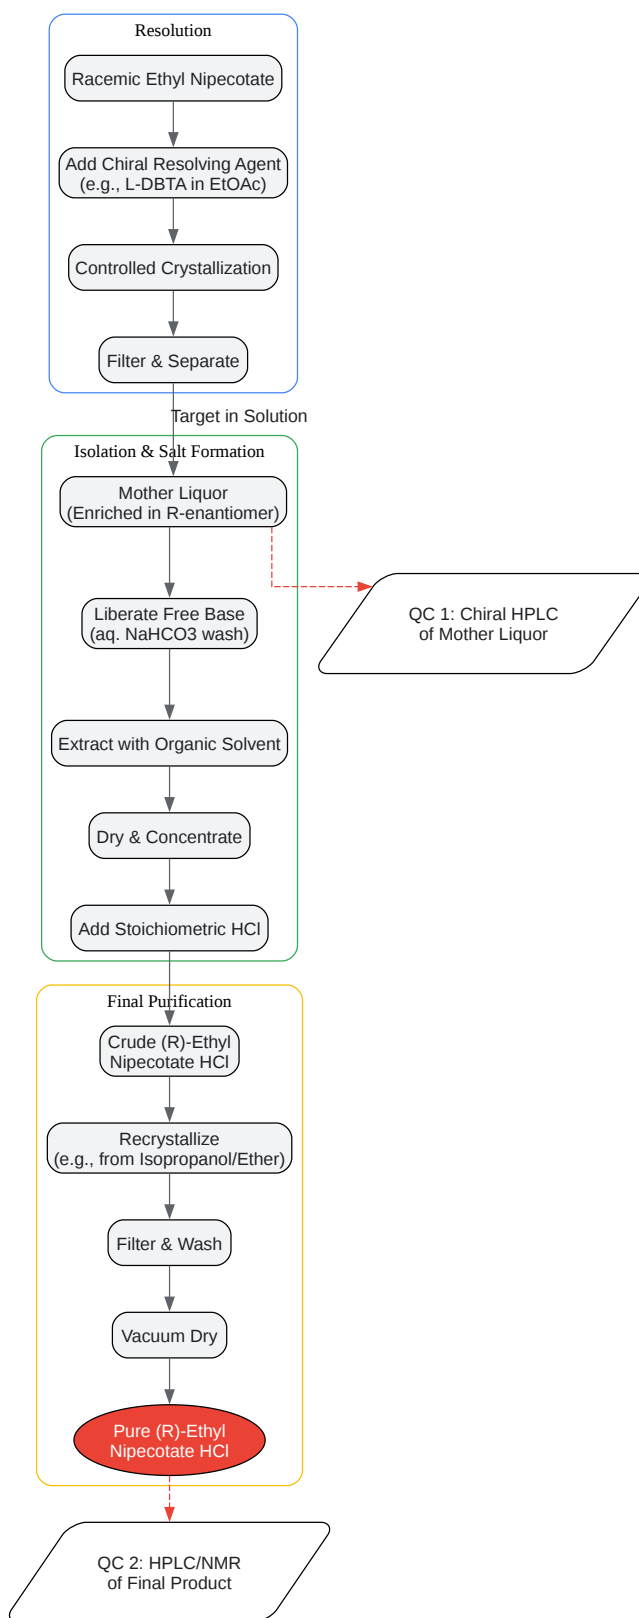 Resolution
Racemic Ethyl Nipecotate
Add Chiral Resolving Agent
(e.g., L-DBTA in EtOAc)
Controlled Crystallization
Filter & Separate
Target in Solution
Isolation & Salt Formation
Mother Liquor
(Enriched in R-enantiomer)
QC 1: Chiral HPLC
of Mother Liquor
Liberate Free Base
(aq. NaHCO3 wash)
Extract with Organic Solvent
Dry & Concentrate
Add Stoichiometric HCl
Final Purification
Crude (R)-Ethyl
Nipecotate HCl
Recrystallize
(e.g., from Isopropanol/Ether)
Filter & Wash
Vacuum Dry
Pure (R)-Ethyl
Nipecotate HCl
QC 2: HPLC/NMR
of Final Product